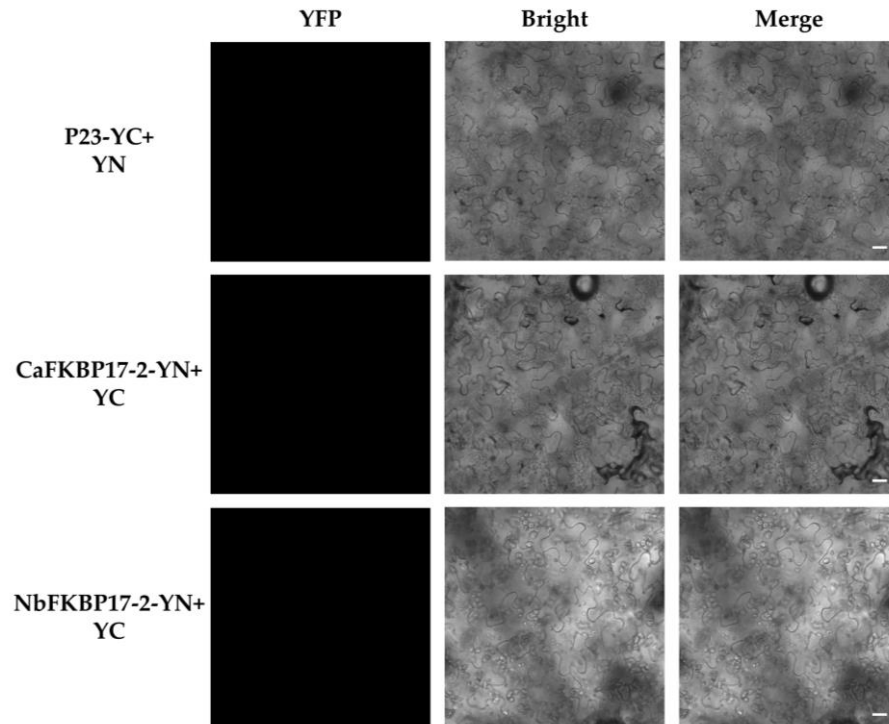 YFP Bright Merge
P23-YC+
YN
CaFKBP17-2-YN+
YC
NbFKBP17-2-YN+
YC